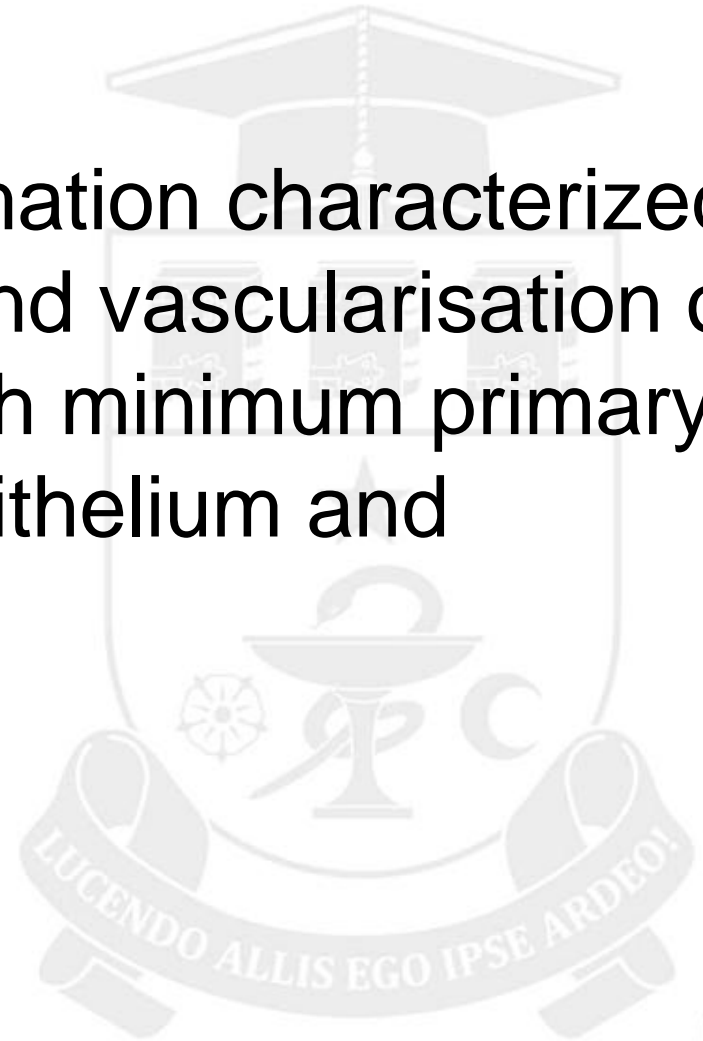 nation characterized
nd vascularisation
h minimum primary
ithelium and
LUCENDO ALLIS EGO IPSE ARDEO!